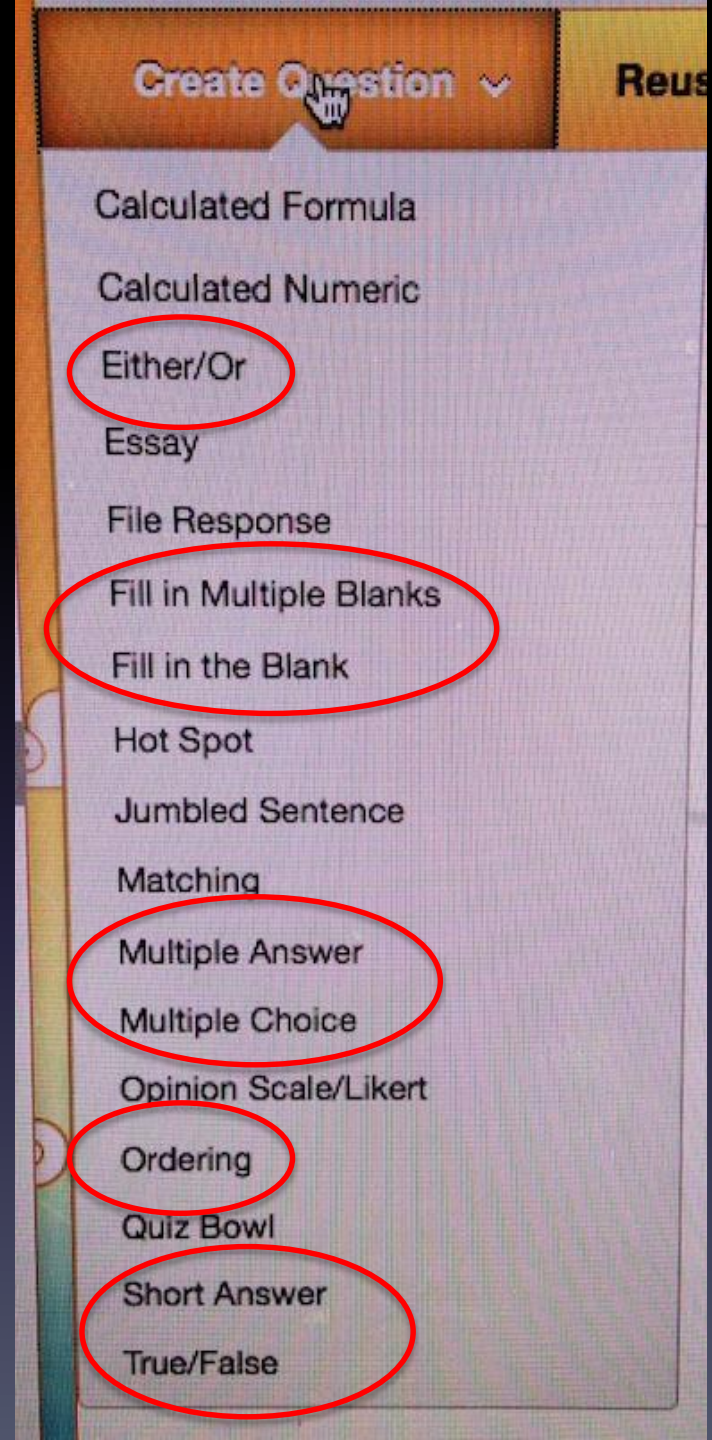 Create Question Reus
Calculated Formula
Calculated Numeric
Either/Or
Essay
File Response
Fill in Multiple Blanks
Fill in the Blank
Hot Spot
Jumbled Sentence
Matching
Multiple Answer
Multiple Choice
Opinion Scale/Likert
Ordering
Quiz Bowl
Short Answer
True/False